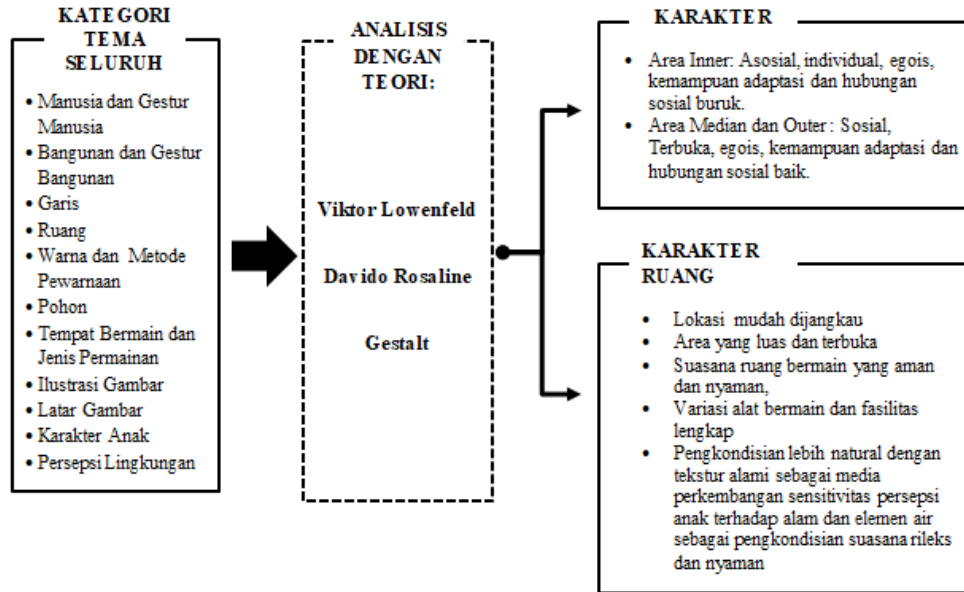 KATEGORI
TEMA
SELURUH
• Manusia dan Gestur
Manusia
• Bangunan dan Gestur
Bangunan
• Garis
• Ruang
• Warna dan Metode
Pewarnaan
• Pohon
• Tempat Bermain dan
Jenis Permainan
• Ilustrasi Gambar
• Latar Gambar
• Karakter Anak
• Persepsi Lingkungan
ANALISIS
DENGAN
TEORI:
Viktor Lowenfeld
Davido Rosaline
Gestalt
KARAKTER
• Area Inner: Asosial, individual, egois,
kemampuan adaptasi dan hubungan
sosial buruk.
• Area Median dan Outer : Sosial,
Terbuka, egois, kemampuan adaptasi dan
hubungan sosial baik.
KARAKTER
RUANG
• Lokasi mudah dijangkau
• Area yang luas dan terbuka
• Suasana ruang bermain yang aman
dan nyaman,
• Variasi alat bermain dan fasilitas
lengkap
• Pengkondisian lebih natural dengan
tekstur alami sebagai media
perkembangan sensitivitas persepsi
anak terhadap alam dan elemen air
sebagai pengkondisian suasana rileks
dan nyaman